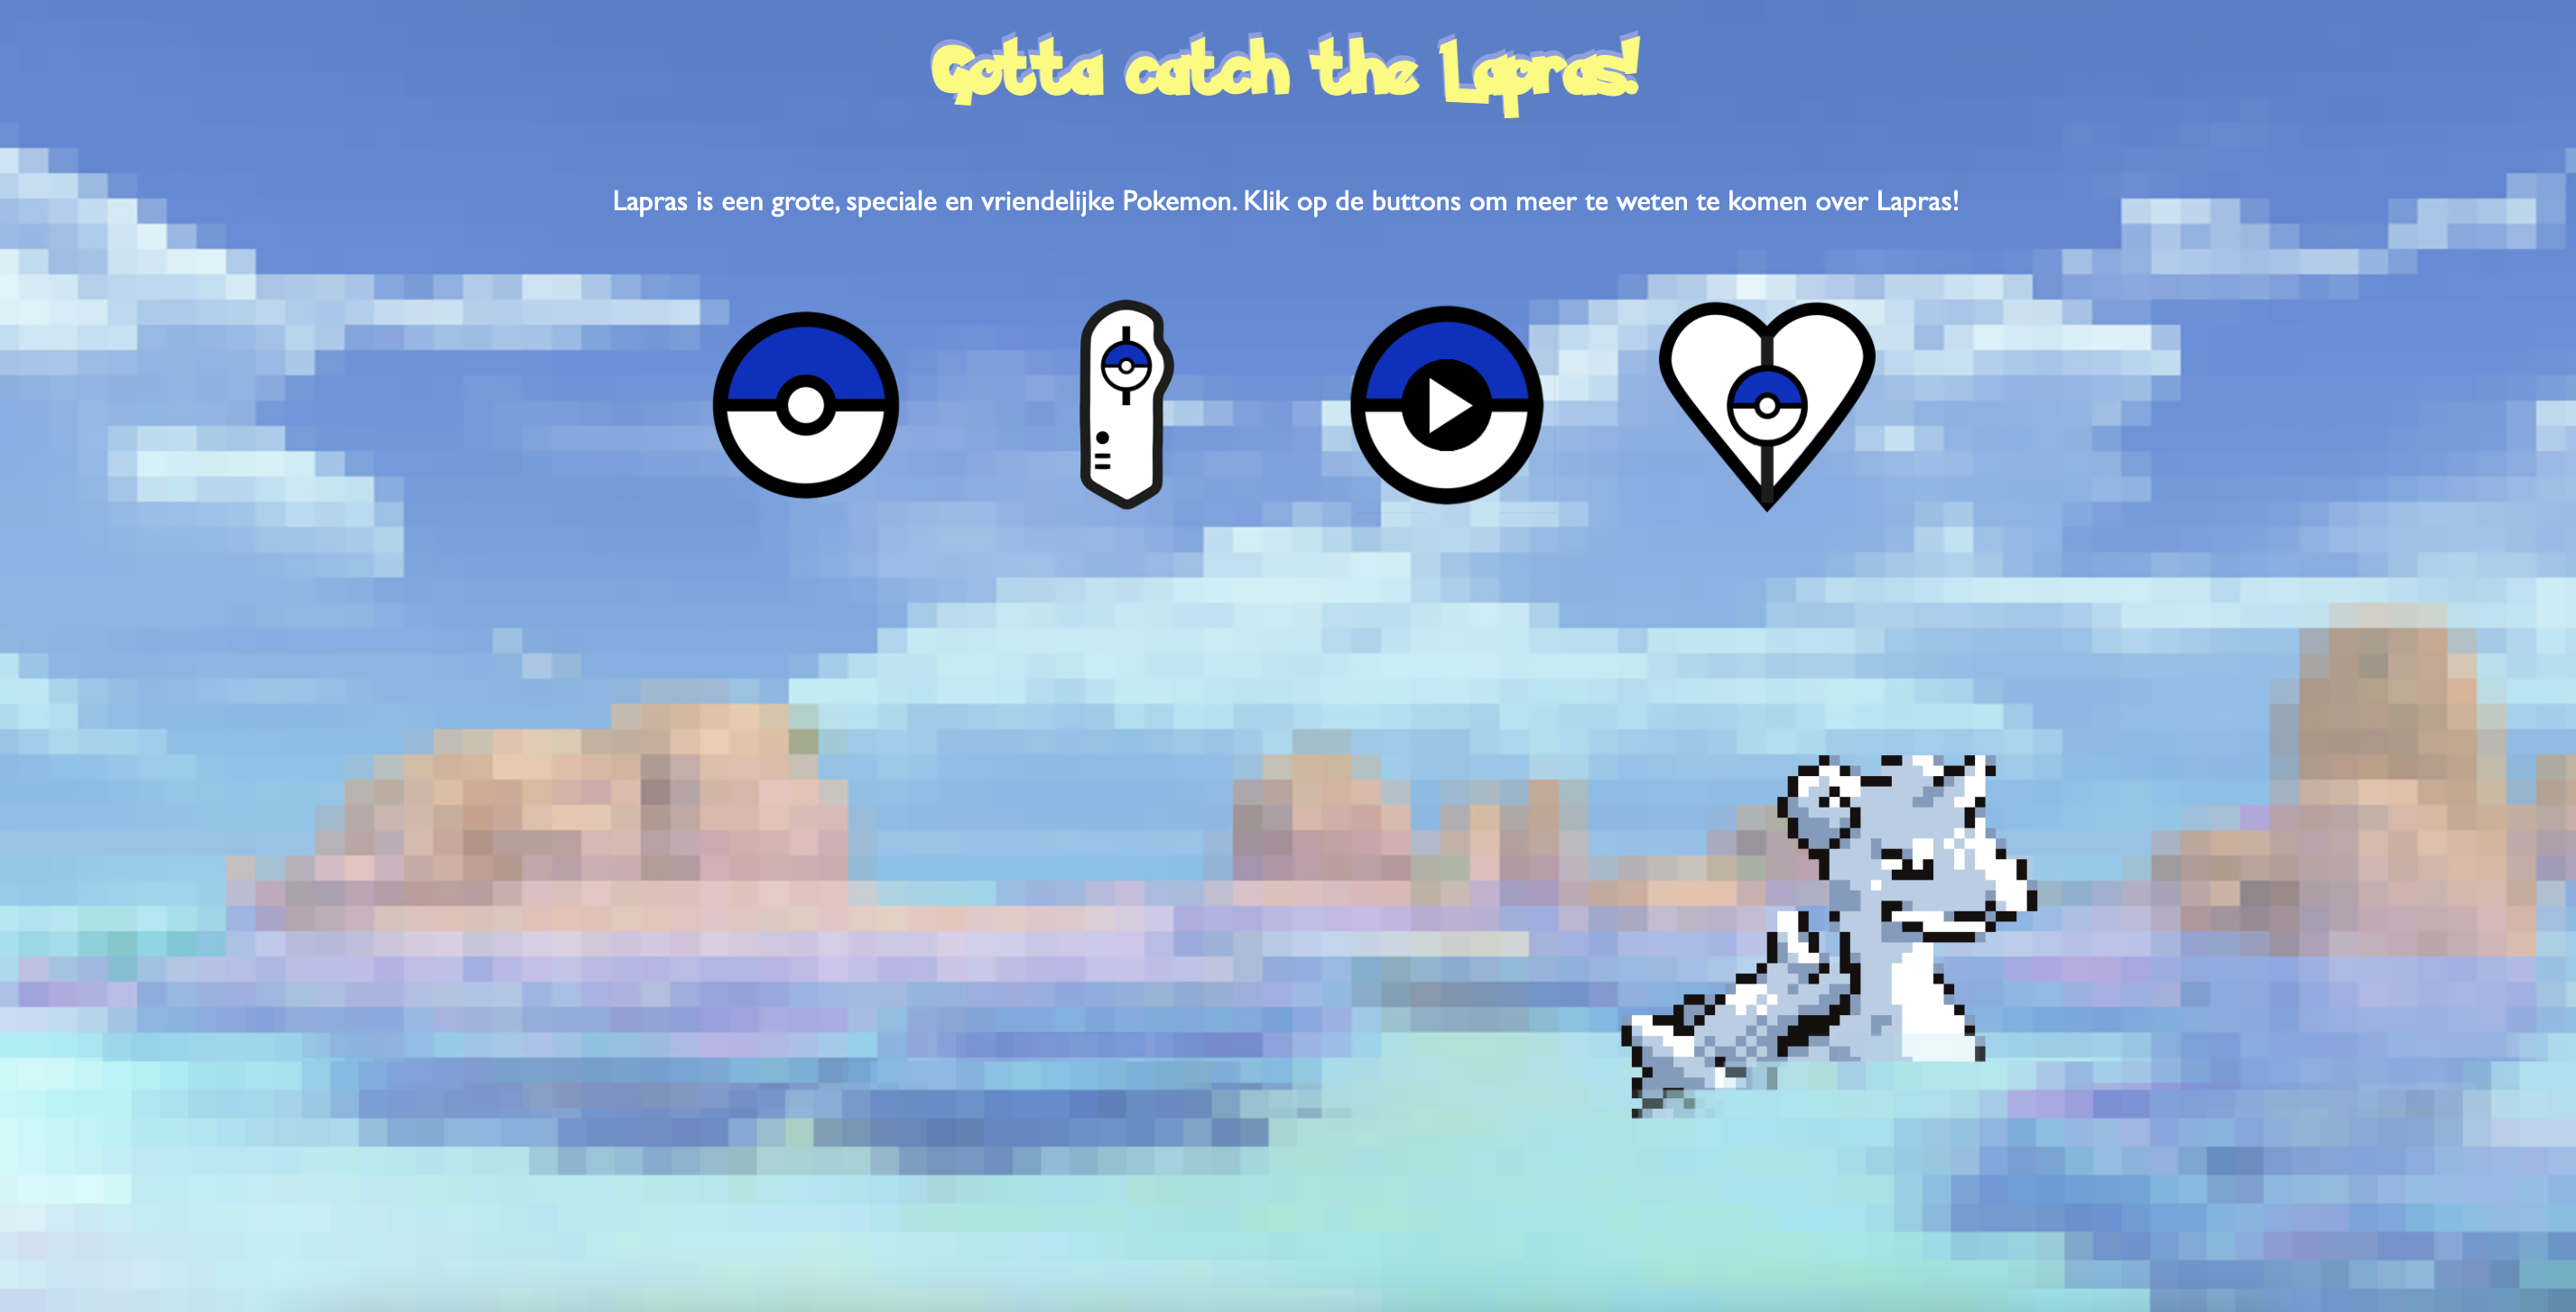 Gotta catch the Lapras!
Lapras is een grote, speciale en vriendelijke Pokemon. Klik op de buttons om meer te weten te komen over Lapras!